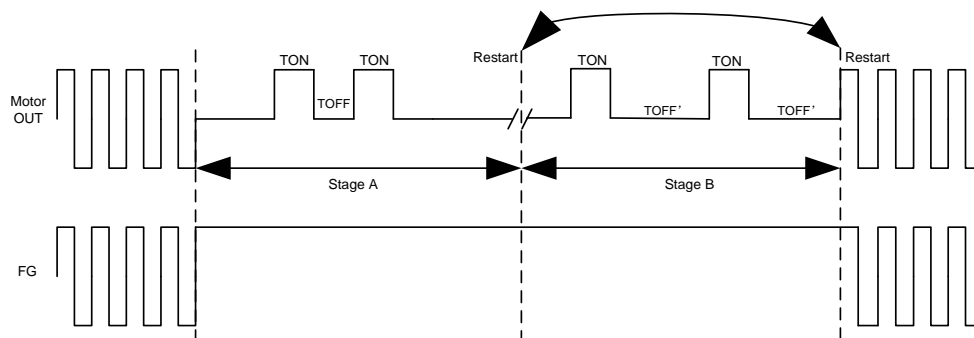 Restart
TON
TON
TON
TON
Restart
Motor
OUT
TOFF
TOFF'
TOFF'
Stage A
Stage B
FG